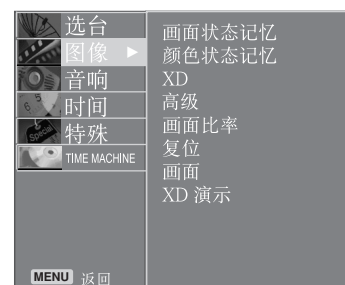 选台
图像
音响
时间
特殊
TIME MACHINE
MENU 返回
画面状态记忆
颜色状态记忆
XD
高级
画面比率
复位
画面
XD 演示